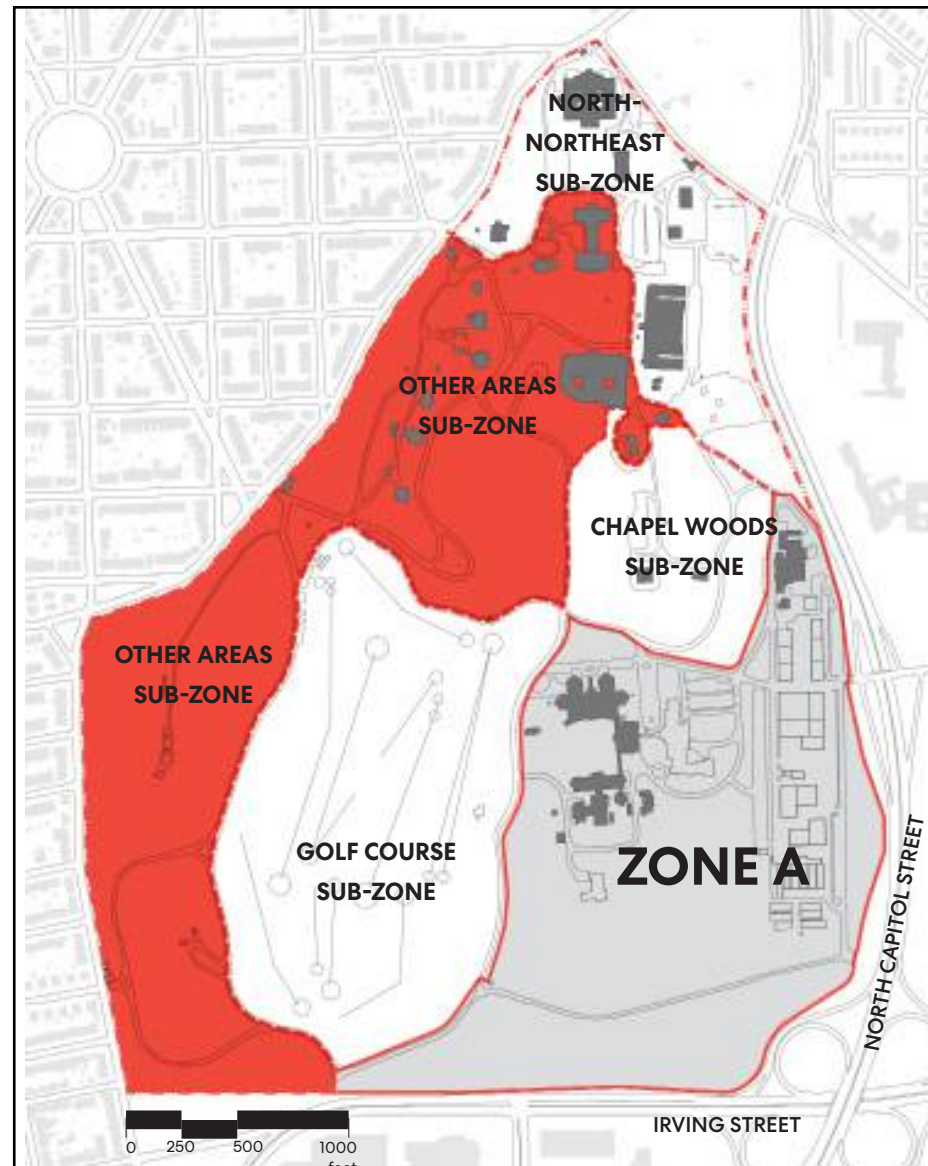 NORTH-
NORTHEAST
SUB-ZONE
OTHER AREAS
SUB-ZONE
CHAPEL WOODS
SUB-ZONE
OTHER AREAS
SUB-ZONE
GOLF COURSE
SUB-ZONE
ZONE A
NORTH CAPITOL STREET
IRVING STREET
0 250 500 1000
feet